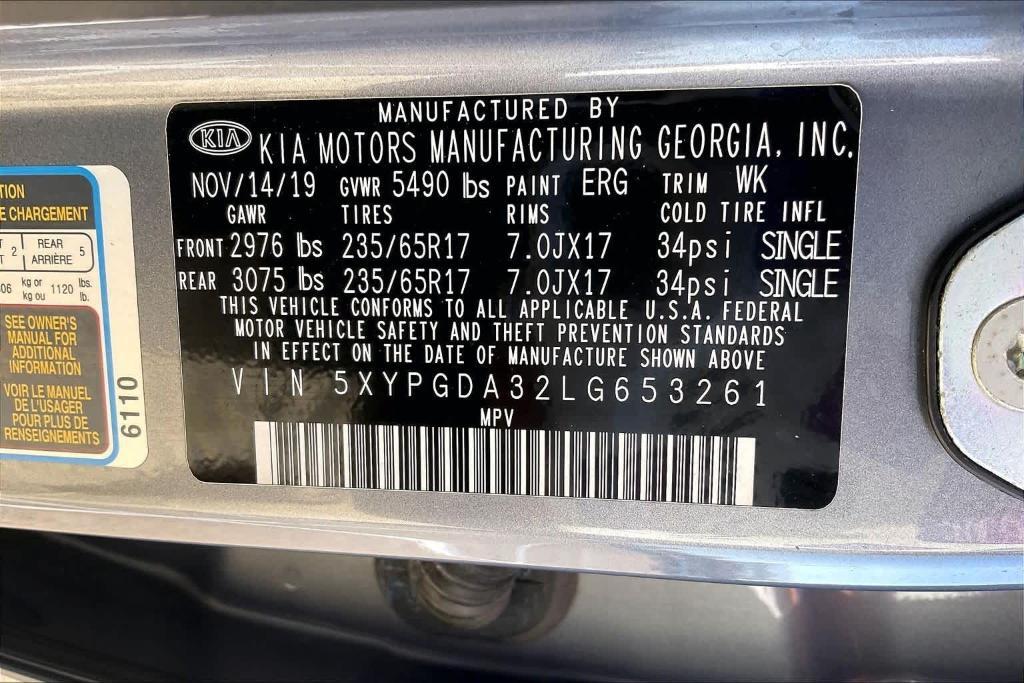 MANUFACTURED BY
KIA KIA MOTORS MANUFACTURING GEORGIA, INC.
NOV/14/19 GVWR 5490 lbs PAINT ERG TRIM WK
GAWR TIRES RIMS COLD TIRE INFL
FRONT 2976 lbs 235/65R17 7.0JX17 34psi SINGLE
REAR 3075 lbs 235/65R17 7.0JX17 34psi SINGLE
THIS VEHICLE CONFORMS TO ALL APPLICABLE U.S.A. FEDERAL
MOTOR VEHICLE SAFETY AND THEFT PREVENTION STANDARDS
IN EFFECT ON THE DATE OF MANUFACTURE SHOWN ABOVE
VIN 5XYPGDA32LG653261
MPV
CHARGEMENT
2 REAR 5
ARRIÈRE
kg or 1120 lbs.
kg ou lb.
SEE OWNER'S
MANUAL FOR
ADDITIONAL
INFORMATION
VOIR LE MANUEL
DE L'USAGER
POUR PLUS DE
RENSEIGNEMENTS
6110